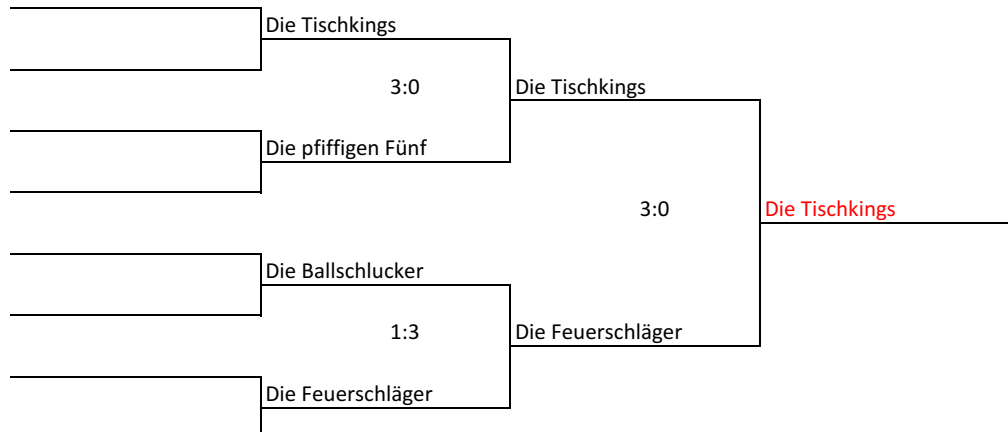 Die Tischkings
3:0
Die Tischkings
Die pfiffigen Fünf
3:0
Die Tischkings
Die Ballschlucker
1:3
Die Feuerschläger
Die Feuerschläger